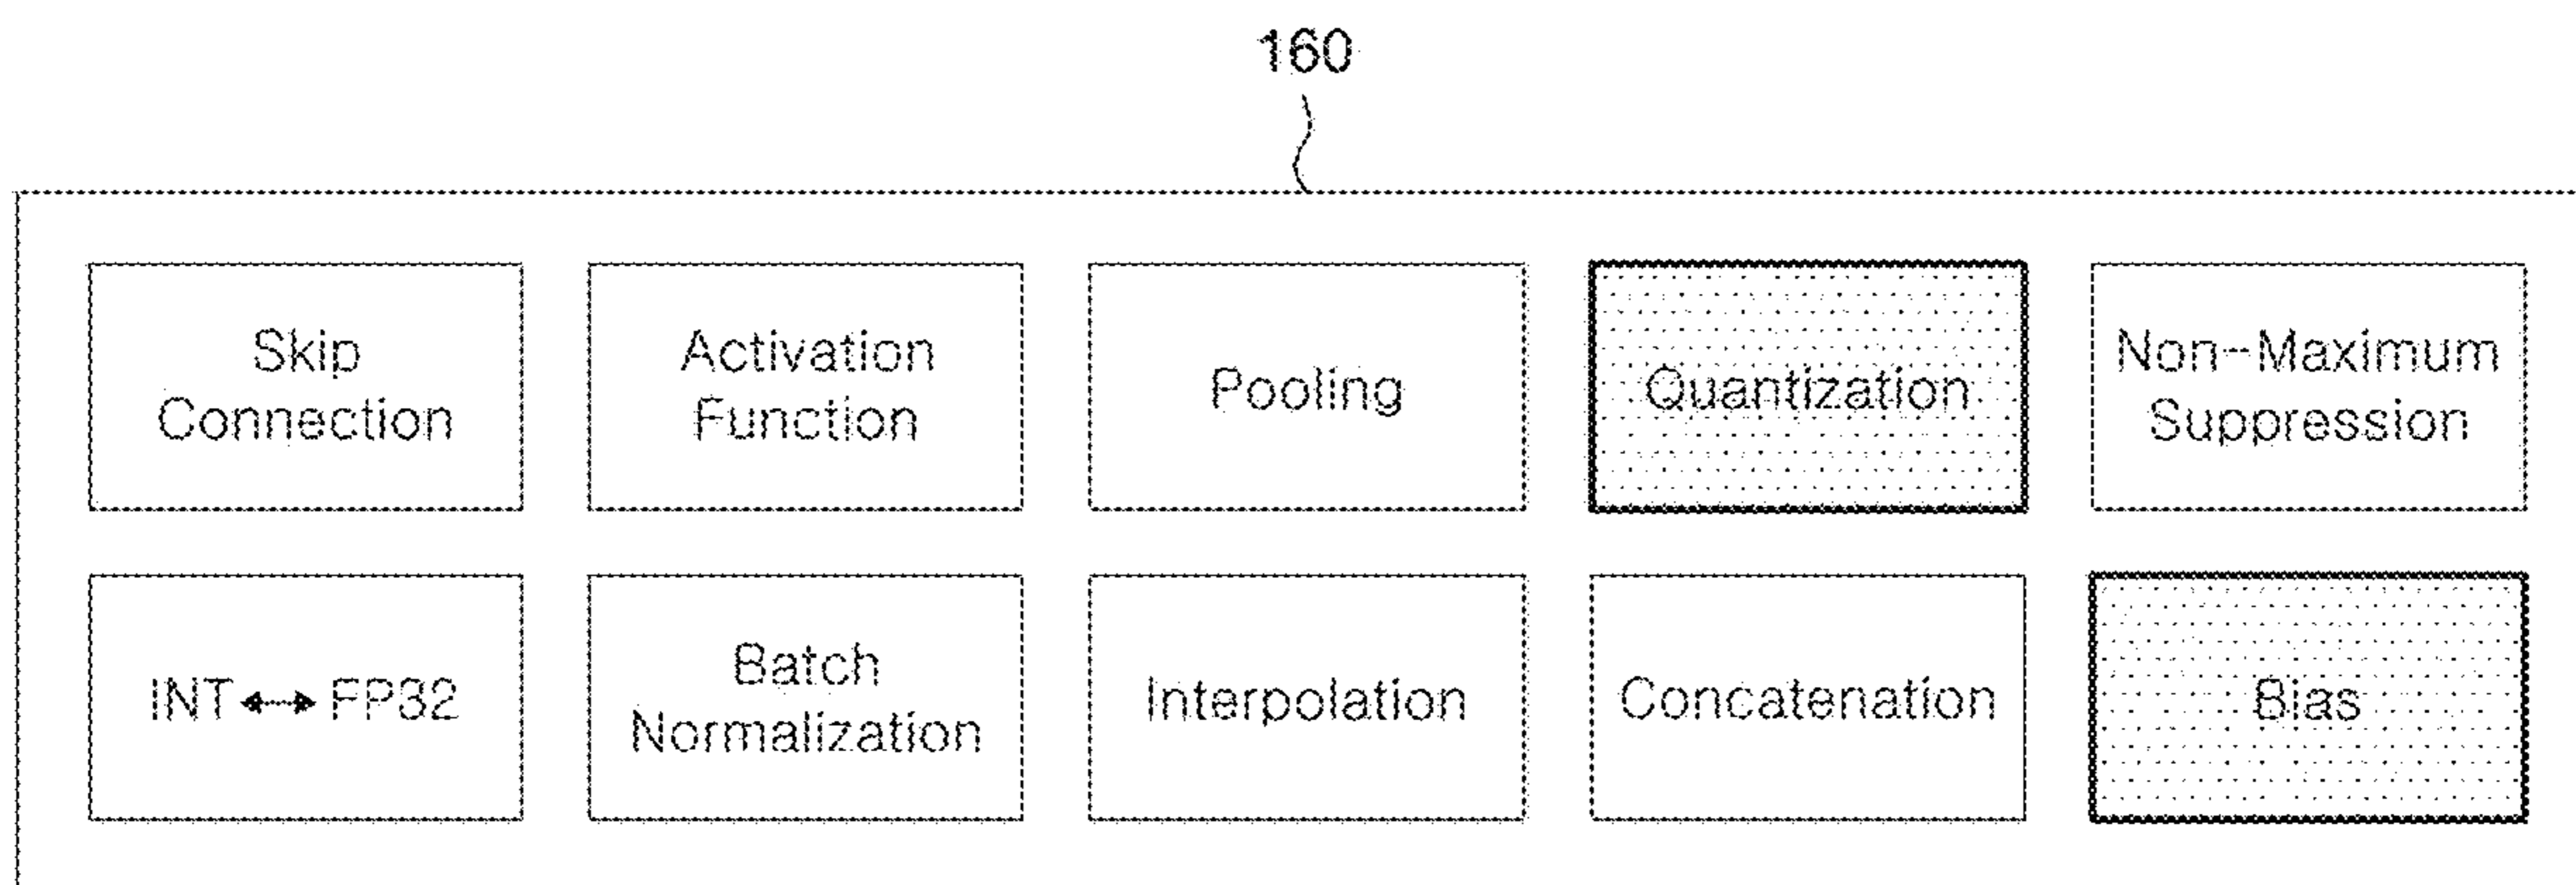 160
Skip
Connection
Activation
Function
Pooling
Quantization
Non-Maximum
Suppression
INT↔FP32
Batch
Normalization
Interpolation
Concatenation
Bias